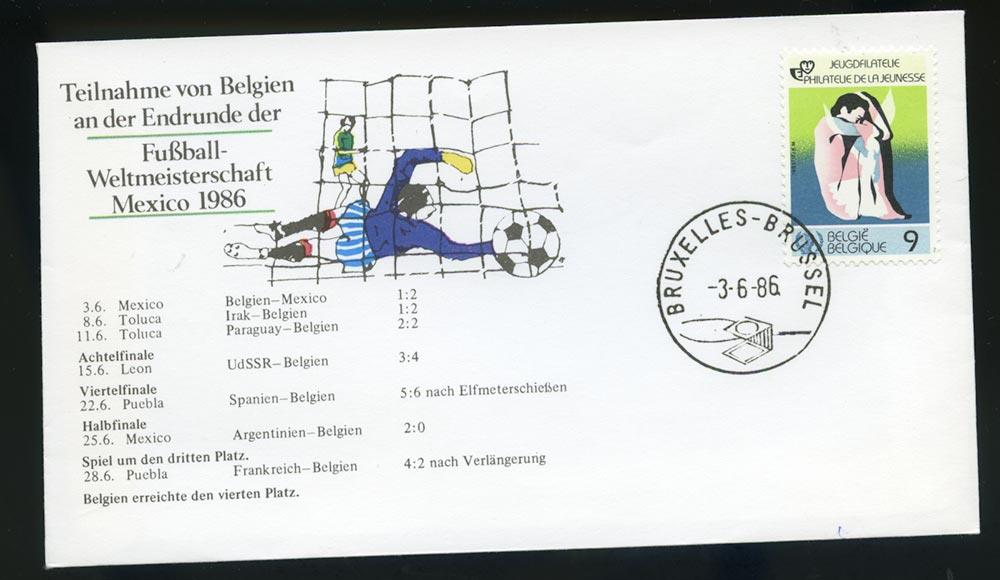 Teilnahme von Belgien
an der Endrunde der
Fußball-
Weltmeisterschaft
Mexico 1986
JEUGDFILATELIE
PHILATELIE DE LA JEUNESSE
BELGIË
BELGIQUE 9
BRUXELLES-BRUSSEL
-3-6-86
3.6. Mexico Belgien–Mexico 1:2
8.6. Toluca Irak–Belgien 1:2
11.6. Toluca Paraguay–Belgien 2:2
Achtelfinale
15.6. Leon UdSSR–Belgien 3:4
Viertelfinale
22.6. Puebla Spanien–Belgien 5:6 nach Elfmeterschießen
Halbfinale
25.6. Mexico Argentinien–Belgien 2:0
Spiel um den dritten Platz.
28.6. Puebla Frankreich–Belgien 4:2 nach Verlängerung
Belgien erreichte den vierten Platz.